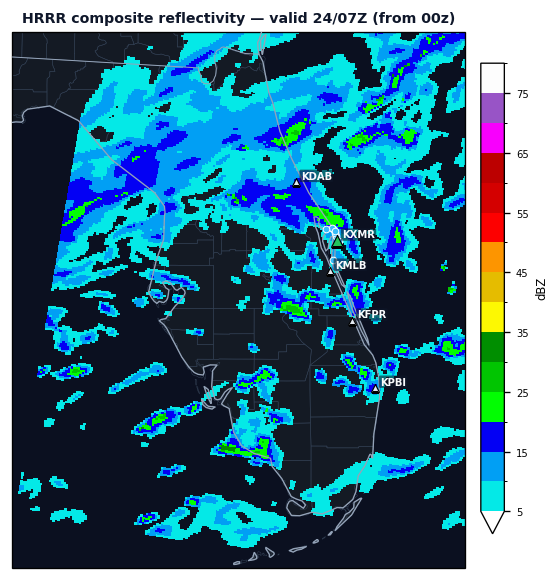 HRRR composite reflectivity — valid 24/07Z (from 00z)
KDAB
KXMR
KMLB
KFPR
KPBI
75
65
55
45
35
25
15
5
dBZ